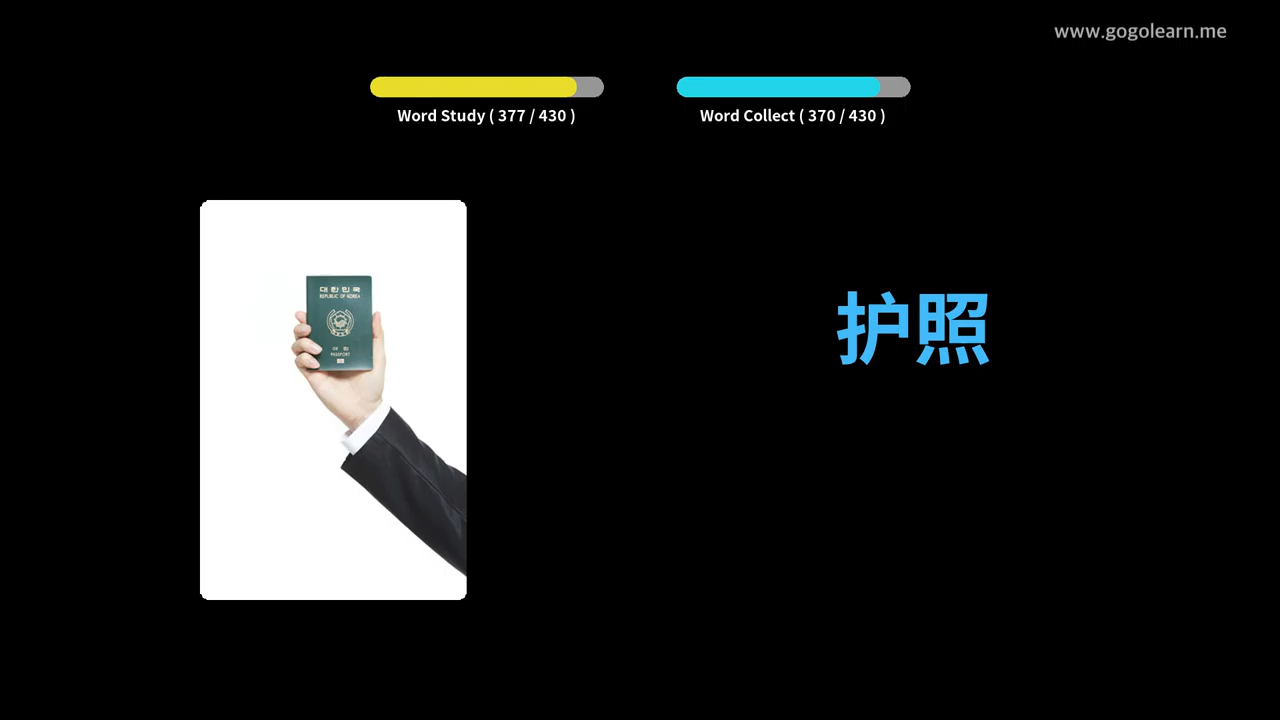 www.gogolearn.me
Word Study ( 377 / 430 )
Word Collect ( 370 / 430 )
대한민국
REPUBLIC OF KOREA
PASSPORT
护照